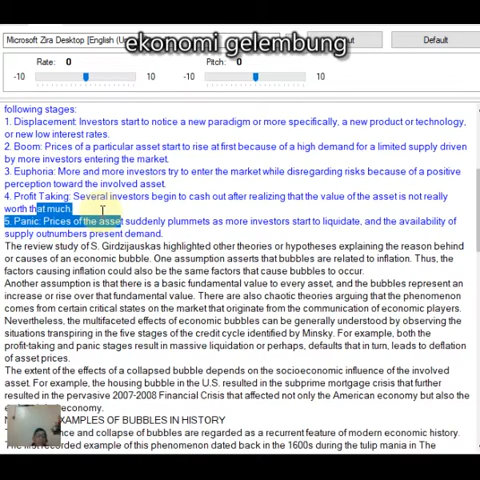 ekonomi gelembung
Microsoft Zira Desktop [English (Un
ut
Default
Rate: 0
Pitch: 0
-10
10
-10
10
following stages:
1. Displacement: Investors start to notice a new paradigm or more specifically, a new product or technology,
or new low interest rates.
2. Boom: Prices of a particular asset start to rise at first because of a high demand for a limited supply driven
by more investors entering the market.
3. Euphoria: More and more investors try to enter the market while disregarding risks because of a positive
perception toward the involved asset.
4. Profit Taking: Several investors begin to cash out after realizing that the value of the asset is not really
worth that much.
5. Panic: Prices of the asset suddenly plummets as more investors start to liquidate, and the availability of
supply outnumbers present demand.
The review study of S. Girdzijauskas highlighted other theories or hypotheses explaining the reason behind
or causes of an economic bubble. One assumption asserts that bubbles are related to inflation. Thus, the
factors causing inflation could also be the same factors that cause bubbles to occur.
Another assumption is that there is a basic fundamental value to every asset, and the bubbles represent an
increase or rise over that fundamental value. There are also chaotic theories arguing that the phenomenon
comes from certain critical states on the market that originate from the communication of economic players.
Nevertheless, the multifaceted effects of economic bubbles can be generally understood by observing the
situations transpiring in the five stages of the credit cycle identified by Minsky. For example, both the
profit-taking and panic stages result in massive liquidation or perhaps, defaults that in turn, leads to deflation
of asset prices.
The extent of the effects of a collapsed bubble depends on the socioeconomic influence of the involved
asset. For example, the housing bubble in the U.S. resulted in the subprime mortgage crisis that further
resulted in the pervasive 2007-2008 Financial Crisis that affected not only the American economy but also the
economy.
EXAMPLES OF BUBBLES IN HISTORY
ence and collapse of bubbles are regarded as a recurrent feature of modern economic history.
The first recorded example of this phenomenon dated back in the 1600s during the tulip mania in The